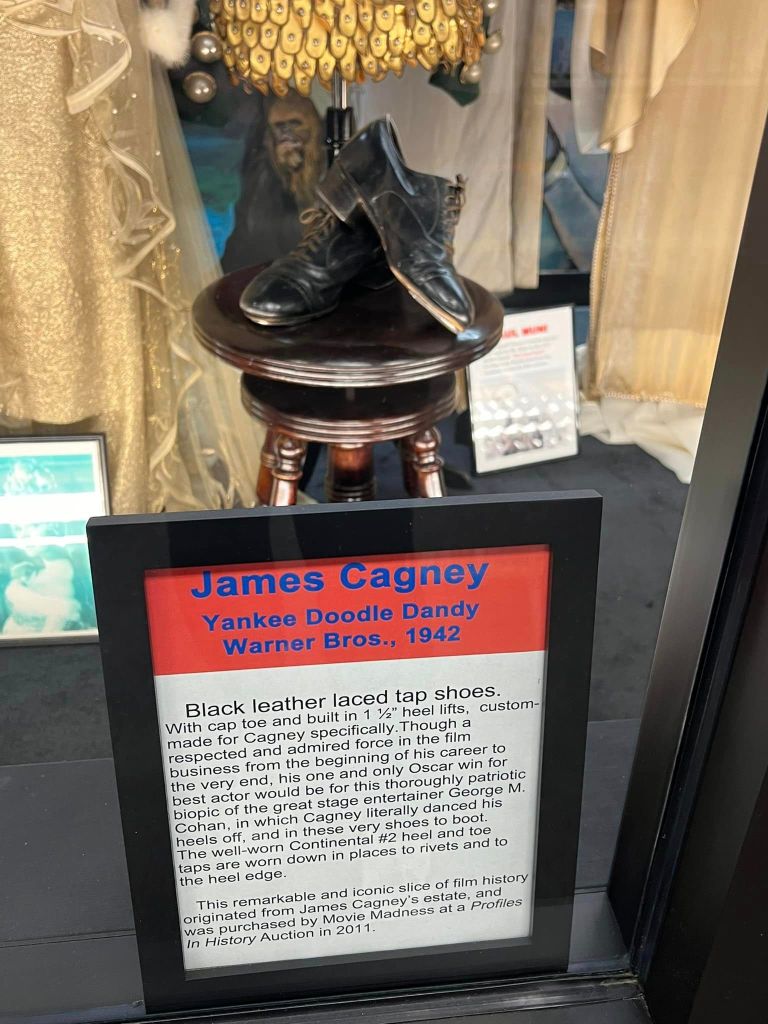 US, MUNI
James Cagney
Yankee Doodle Dandy
Warner Bros., 1942
Black leather laced tap shoes.
With cap toe and built in 1 ½” heel lifts, custom-
made for Cagney specifically.Though a
respected and admired force in the film
business from the beginning of his career to
the very end, his one and only Oscar win for
best actor would be for this thoroughly patriotic
biopic of the great stage entertainer George M.
Cohan, in which Cagney literally danced his
heels off, and in these very shoes to boot.
The well-worn Continental #2 heel and toe
taps are worn down in places to rivets and to
the heel edge.
This remarkable and iconic slice of film history
originated from James Cagney's estate, and
was purchased by Movie Madness at a Profiles
In History Auction in 2011.